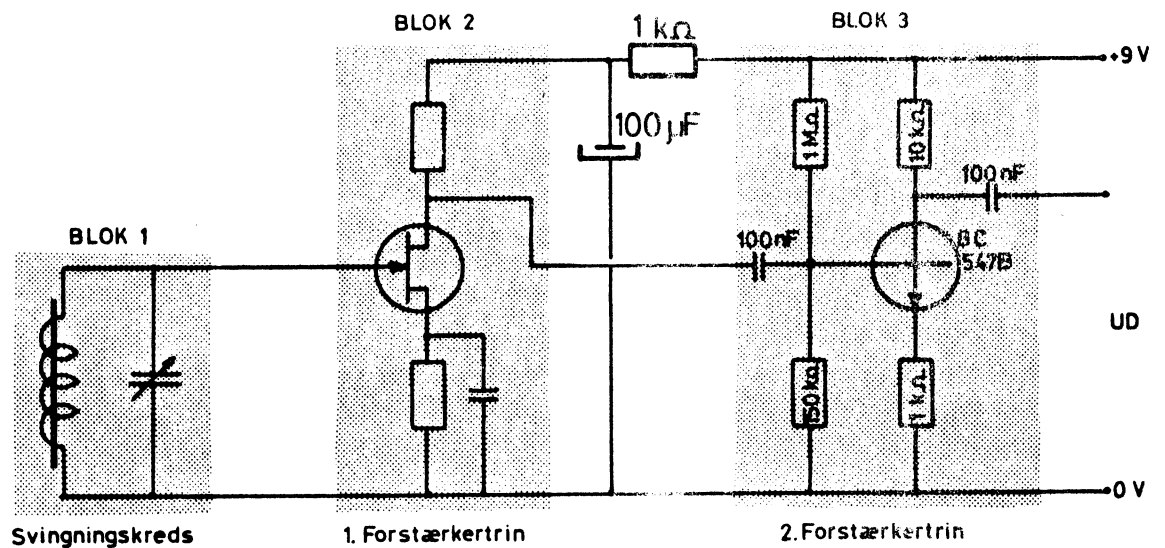 BLOK 2
1 kΩ
BLOK 3
+9 V
100 µF
1 MΩ
10 kΩ
100 nF
BLOK 1
100 nF
BC
547B
UD
150 kΩ
1 kΩ
0 V
Svingningskreds
1. Forstærkertrin
2. Forstærkertrin